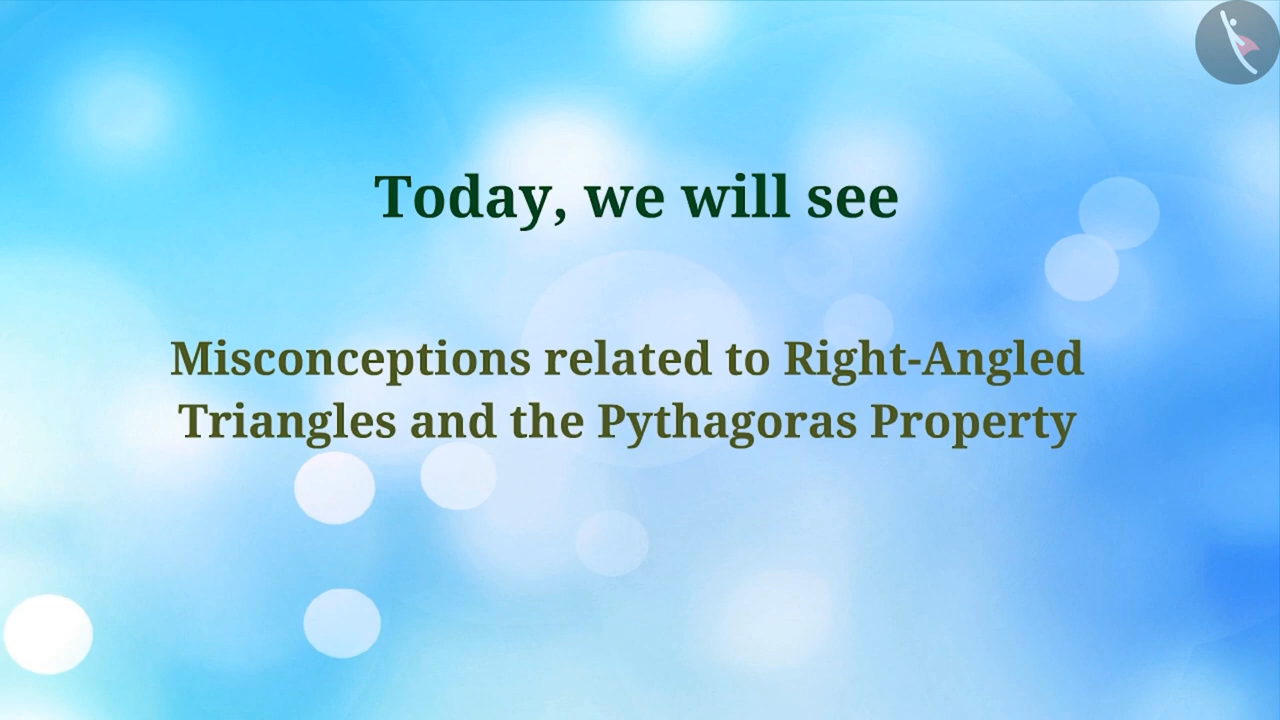 Today, we will see
Misconceptions related to Right-Angled
Triangles and the Pythagoras Property